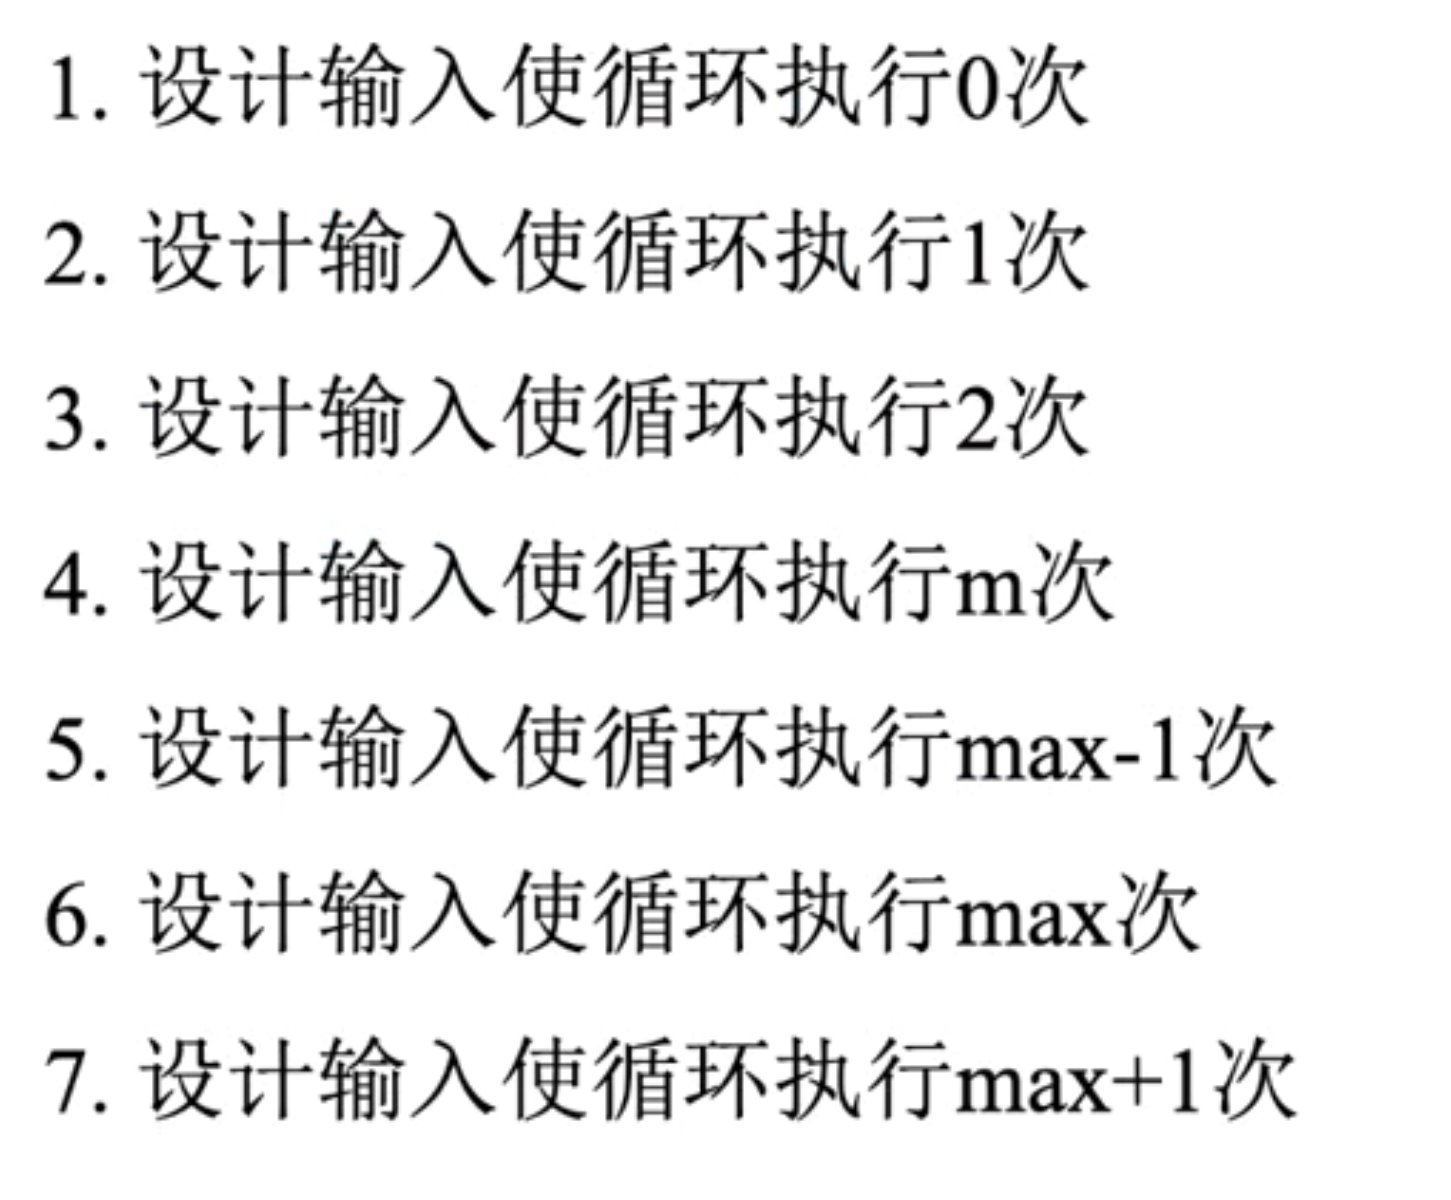 1. 设计输入使循环执行0次
2. 设计输入使循环执行1次
3. 设计输入使循环执行2次
4. 设计输入使循环执行m次
5. 设计输入使循环执行max-1次
6. 设计输入使循环执行max次
7. 设计输入使循环执行max+1次